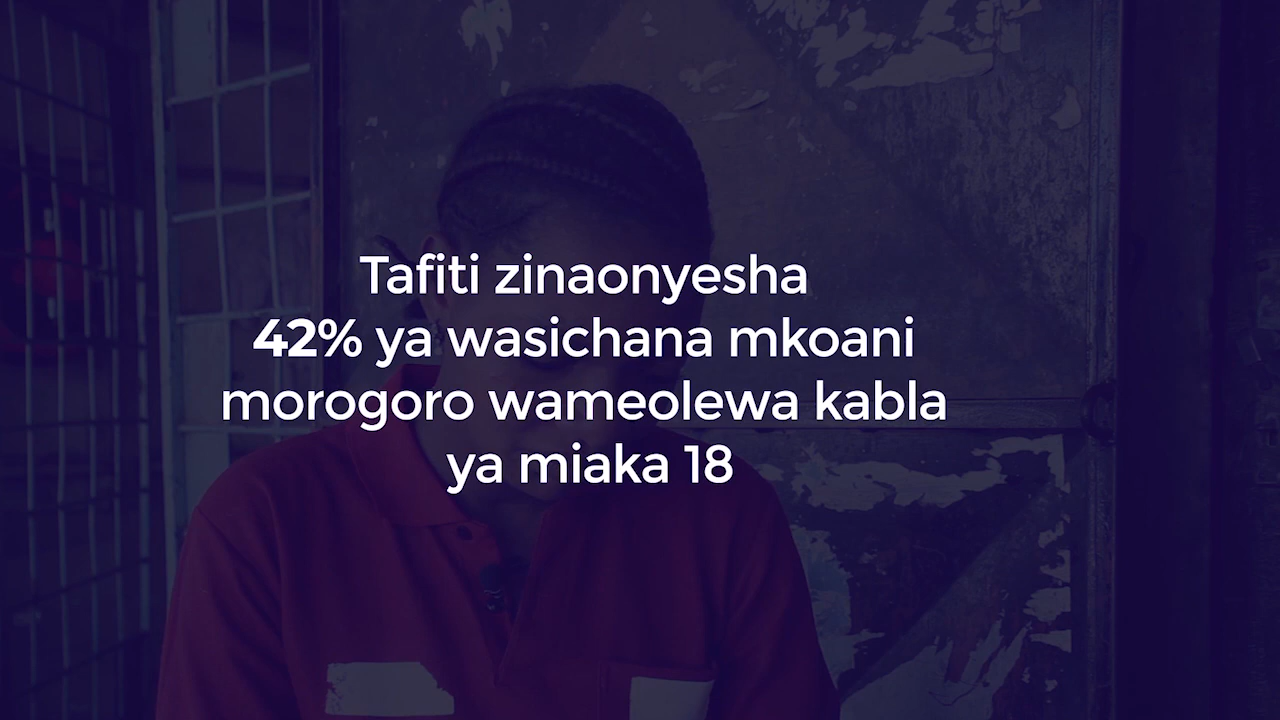 Tafiti zinaonyesha
42% ya wasichana mkoani
morogoro wameolewa kabla
ya miaka 18